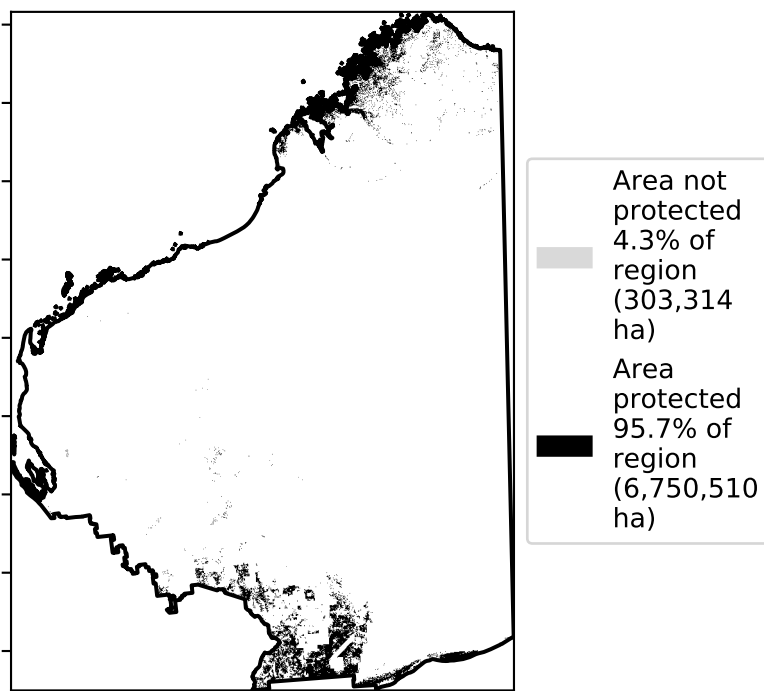 Area not
protected
4.3% of
region
(303,314
ha)
Area
protected
95.7% of
region
(6,750,510
ha)